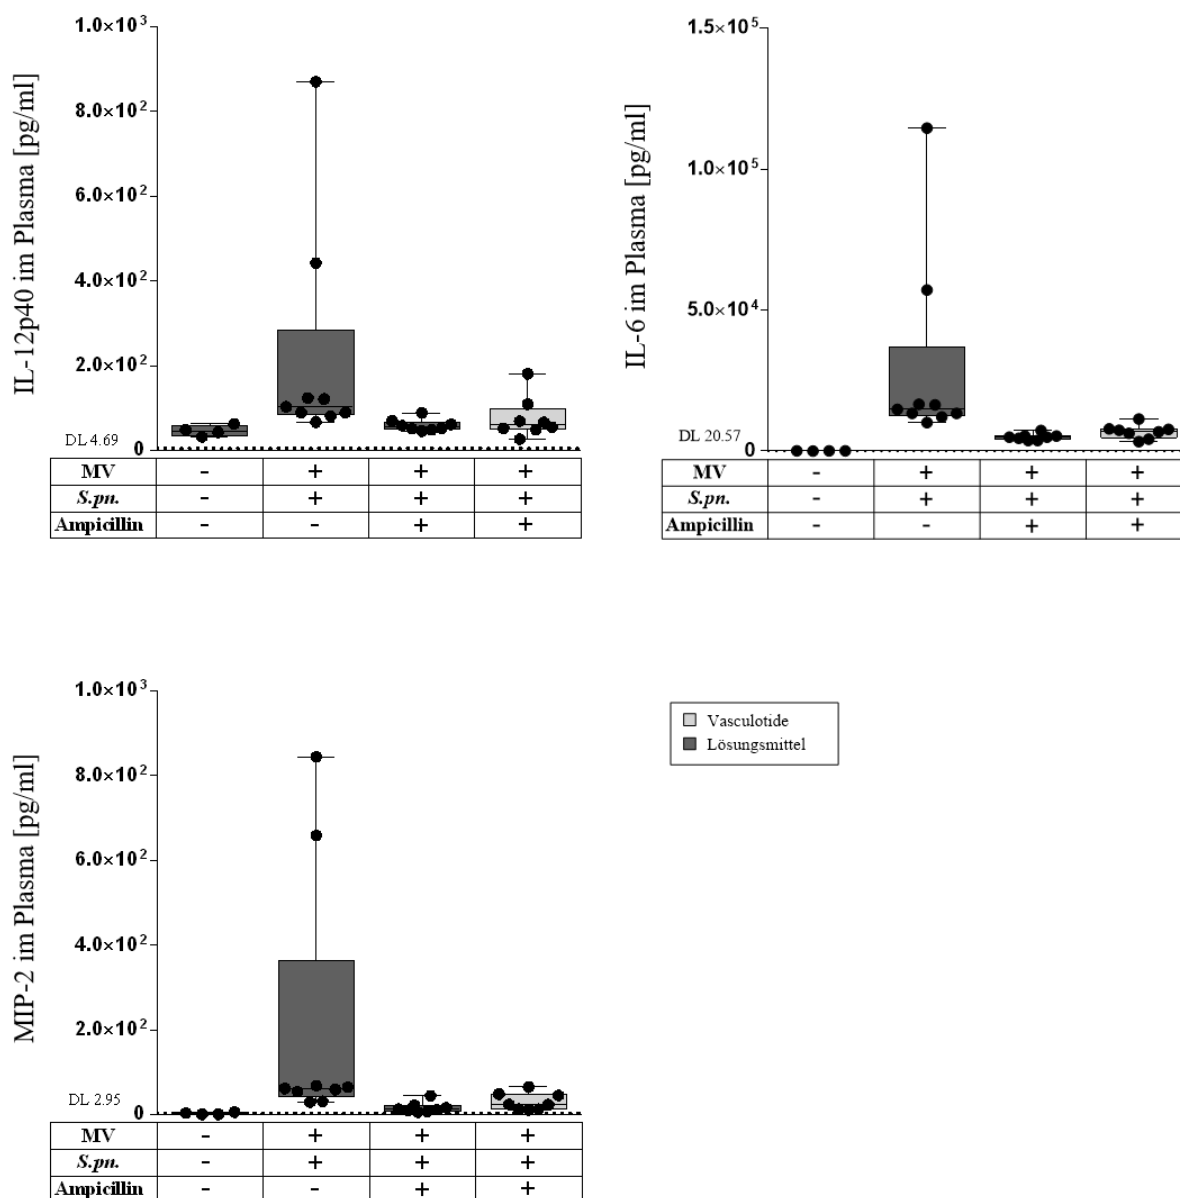 IL-12p40 im Plasma [pg/ml]
1.0×10³
8.0×10²
6.0×10²
4.0×10²
2.0×10²
0
DL 4.69
MV - + + +
S.pn. - + + +
Ampicillin - - + +
IL-6 im Plasma [pg/ml]
1.5×10⁵
1.0×10⁵
5.0×10⁴
0
DL 20.57
MV - + + +
S.pn. - + + +
Ampicillin - - + +
MIP-2 im Plasma [pg/ml]
1.0×10³
8.0×10²
6.0×10²
4.0×10²
2.0×10²
0
DL 2.95
MV - + + +
S.pn. - + + +
Ampicillin - - + +
Vasculotide
Lösungsmittel